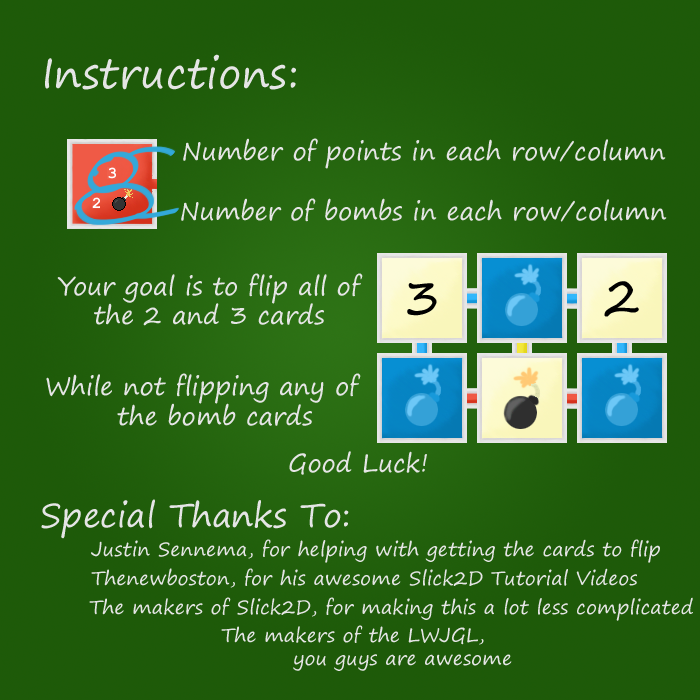 Instructions:
3
Number of points in each row/column
2
Number of bombs in each row/column
Your goal is to flip all of
the 2 and 3 cards
3
2
While not flipping any of
the bomb cards
Good Luck!
Special Thanks To:
Justin Sennema, for helping with getting the cards to flip
Thenewboston, for his awesome Slick2D Tutorial Videos
The makers of Slick2D, for making this a lot less complicated
The makers of the LWJGL,
you guys are awesome